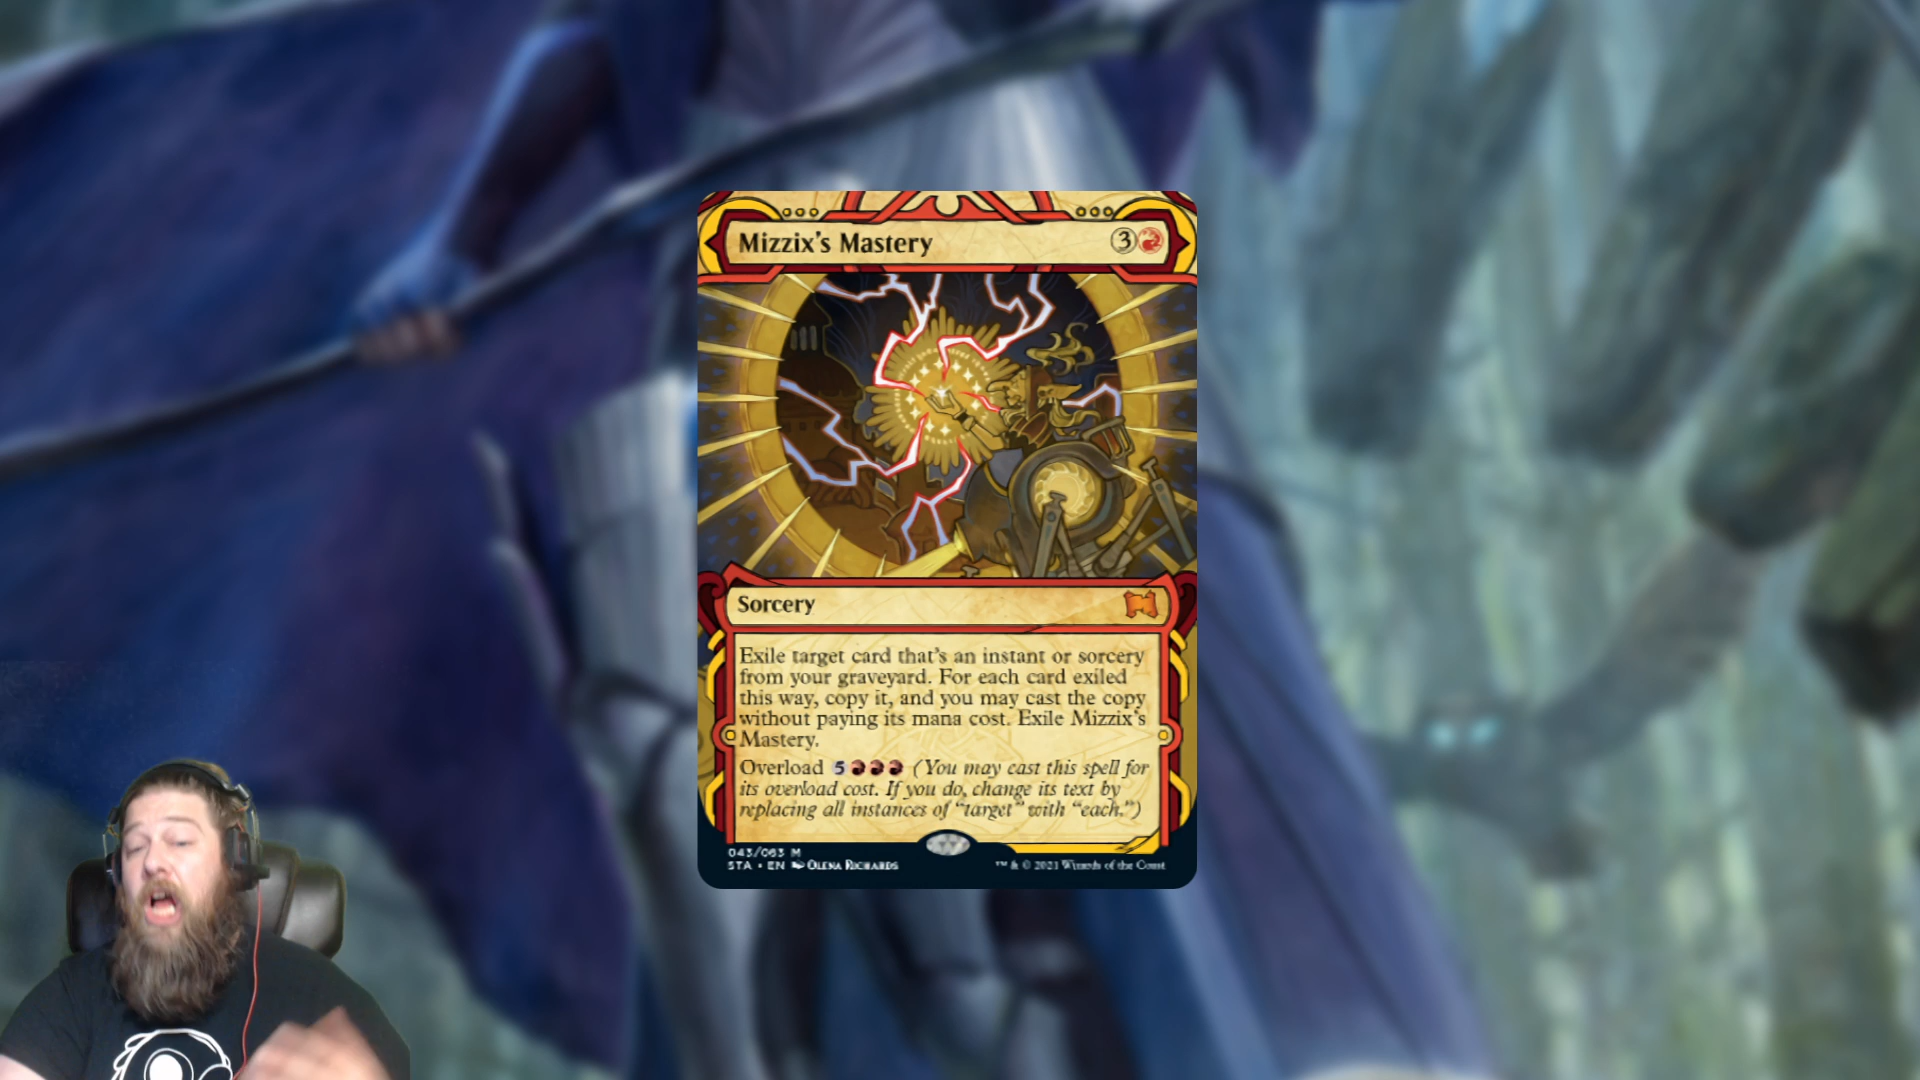 Mizzix's Mastery 3
Sorcery
Exile target card that's an instant or sorcery
from your graveyard. For each card exiled
this way, copy it, and you may cast the copy
without paying its mana cost. Exile Mizzix's
Mastery.
Overload 5 (You may cast this spell for
its overload cost. If you do, change its text by
replacing all instances of "target" with "each.")
043/063 M
STA • EN Olena Richards
™ & © 2021 Wizards of the Coast